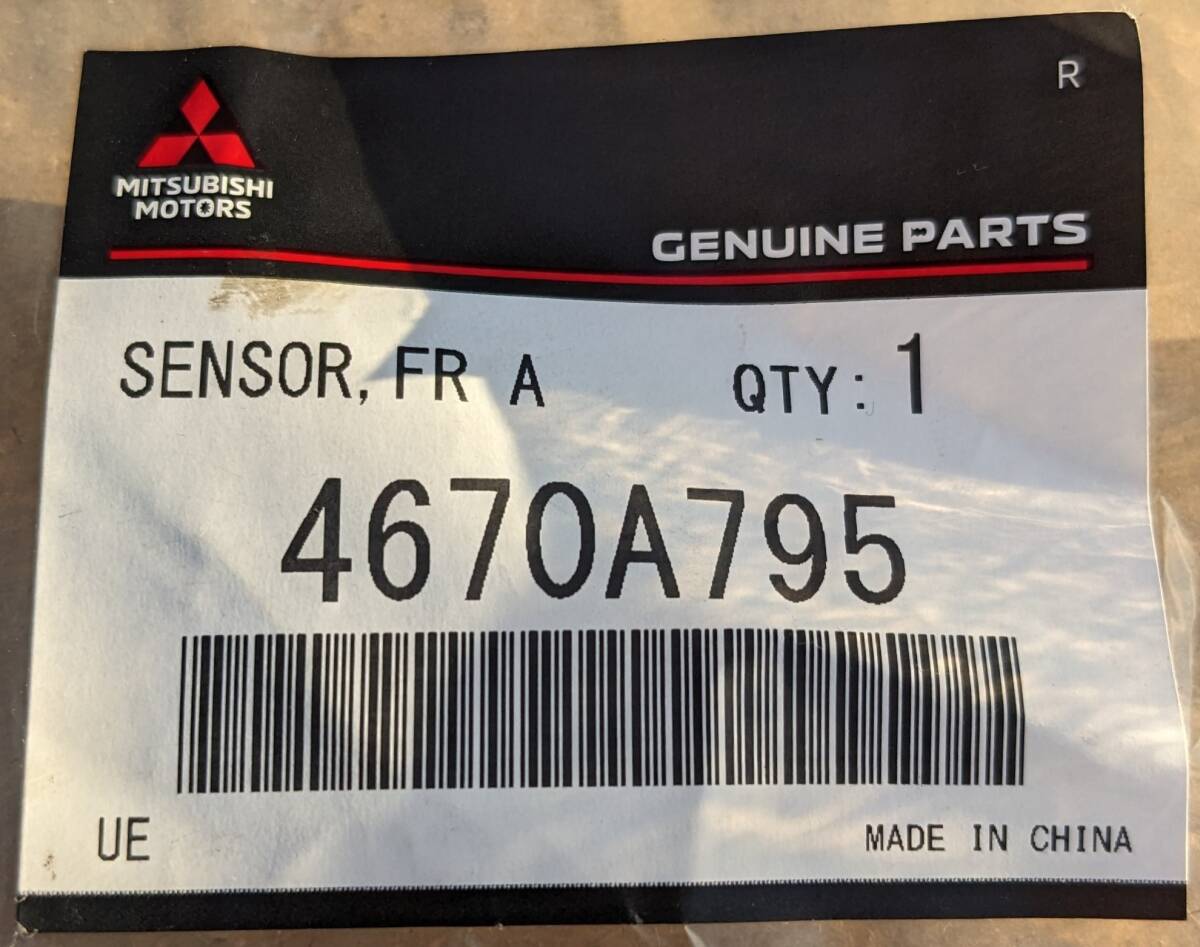 R
MITSUBISHI
MOTORS
GENUINE PARTS
SENSOR, FR A QTY: 1
4670A795
UE MADE IN CHINA